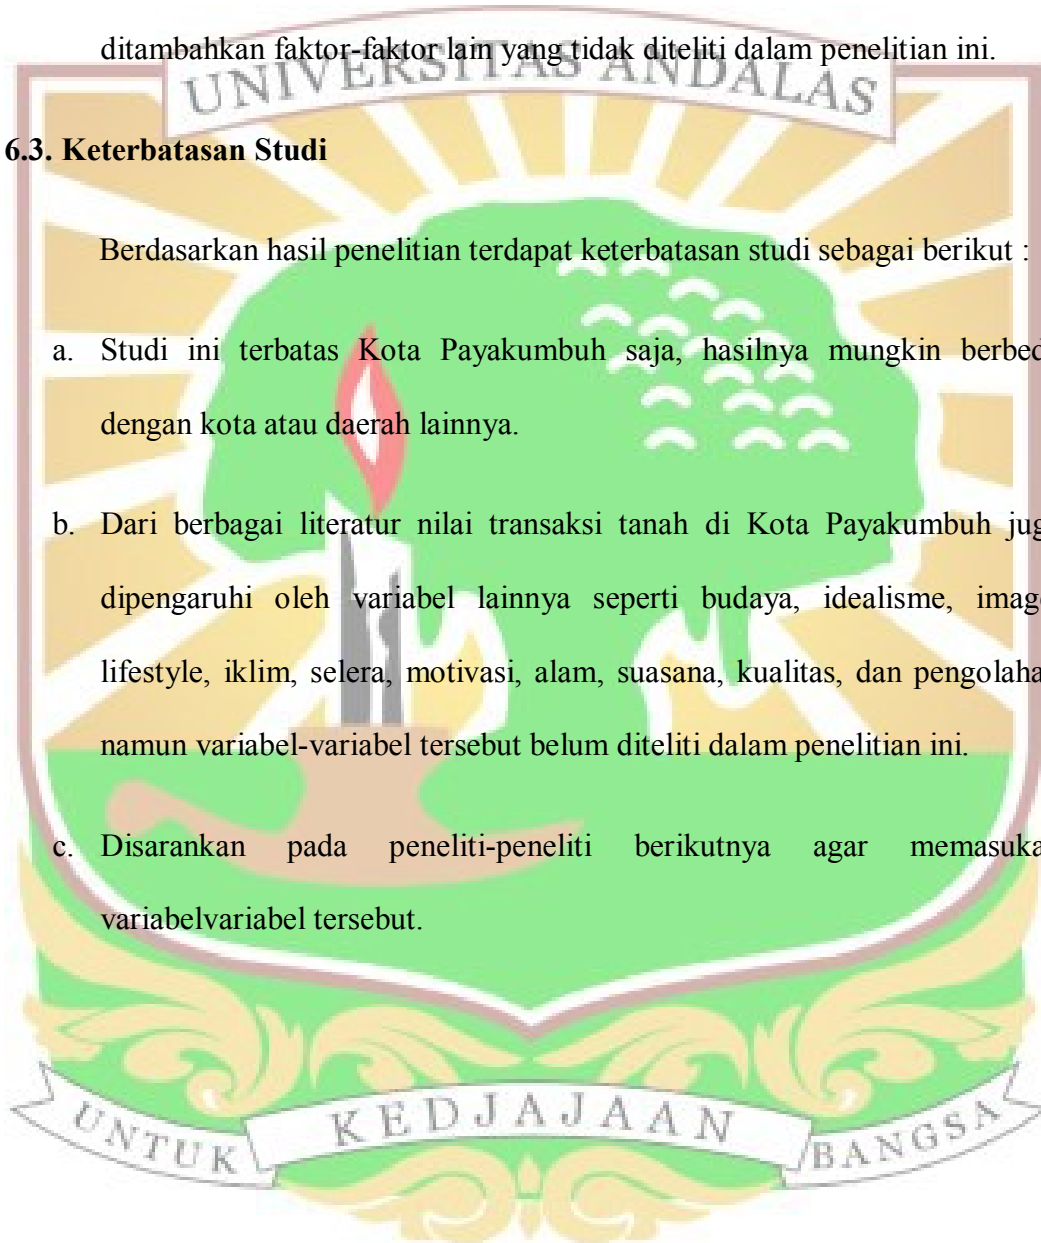 ditambahkan faktor-faktor lain yang tidak diteliti dalam penelitian ini.
UNIVERSITAS ANDALAS
6.3. Keterbatasan Studi
Berdasarkan hasil penelitian terdapat keterbatasan studi sebagai berikut :
a. Studi ini terbatas Kota Payakumbuh saja, hasilnya mungkin berbed
dengan kota atau daerah lainnya.
b. Dari berbagai literatur nilai transaksi tanah di Kota Payakumbuh jug
dipengaruhi oleh variabel lainnya seperti budaya, idealisme, imag
lifestyle, iklim, selera, motivasi, alam, suasana, kualitas, dan pengolaha
namun variabel-variabel tersebut belum diteliti dalam penelitian ini.
c. Disarankan pada peneliti-peneliti berikutnya agar memasuka
variabelvariabel tersebut.
UNTUK KEDJAJAAN BANGSA